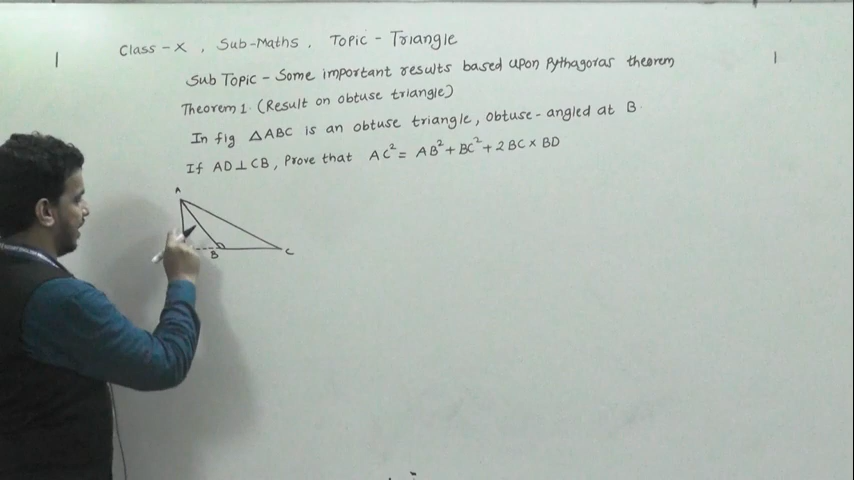 Class - X , Sub-Maths , Topic - Triangle
Sub Topic - Some important results based upon Pythagoras theorem
Theorem 1. (Result on obtuse triangle)
In fig △ABC is an obtuse triangle, obtuse-angled at B.
If AD⊥CB, Prove that AC² = AB² + BC² + 2BC × BD
A
B
C